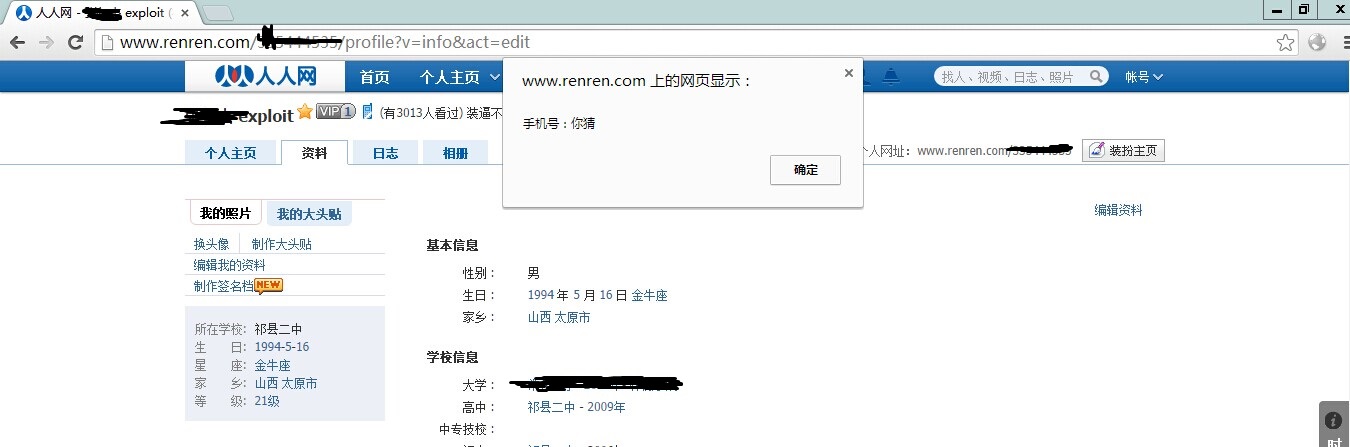 人人网 - exploit (
www.renren.com/ /profile?v=info&act=edit
人人网 首页 个人主页 找人、视频、日志、照片 帐号
www.renren.com 上的网页显示：
手机号：你猜
确定
exploit VIP 1 (有3013人看过) 装逼不
个人主页 资料 日志 相册
人网址： www.renren.com/ 装扮主页
我的照片 我的大头贴
编辑资料
换头像 制作大头贴
编辑我的资料
制作签名档 NEW
基本信息
性别： 男
生日： 1994 年 5 月 16 日 金牛座
家乡： 山西 太原市
所在学校: 祁县二中
生 日: 1994-5-16
星 座: 金牛座
家 乡: 山西 太原市
等 级: 21级
学校信息
大学：
高中： 祁县二中 - 2009年
中专技校：
时